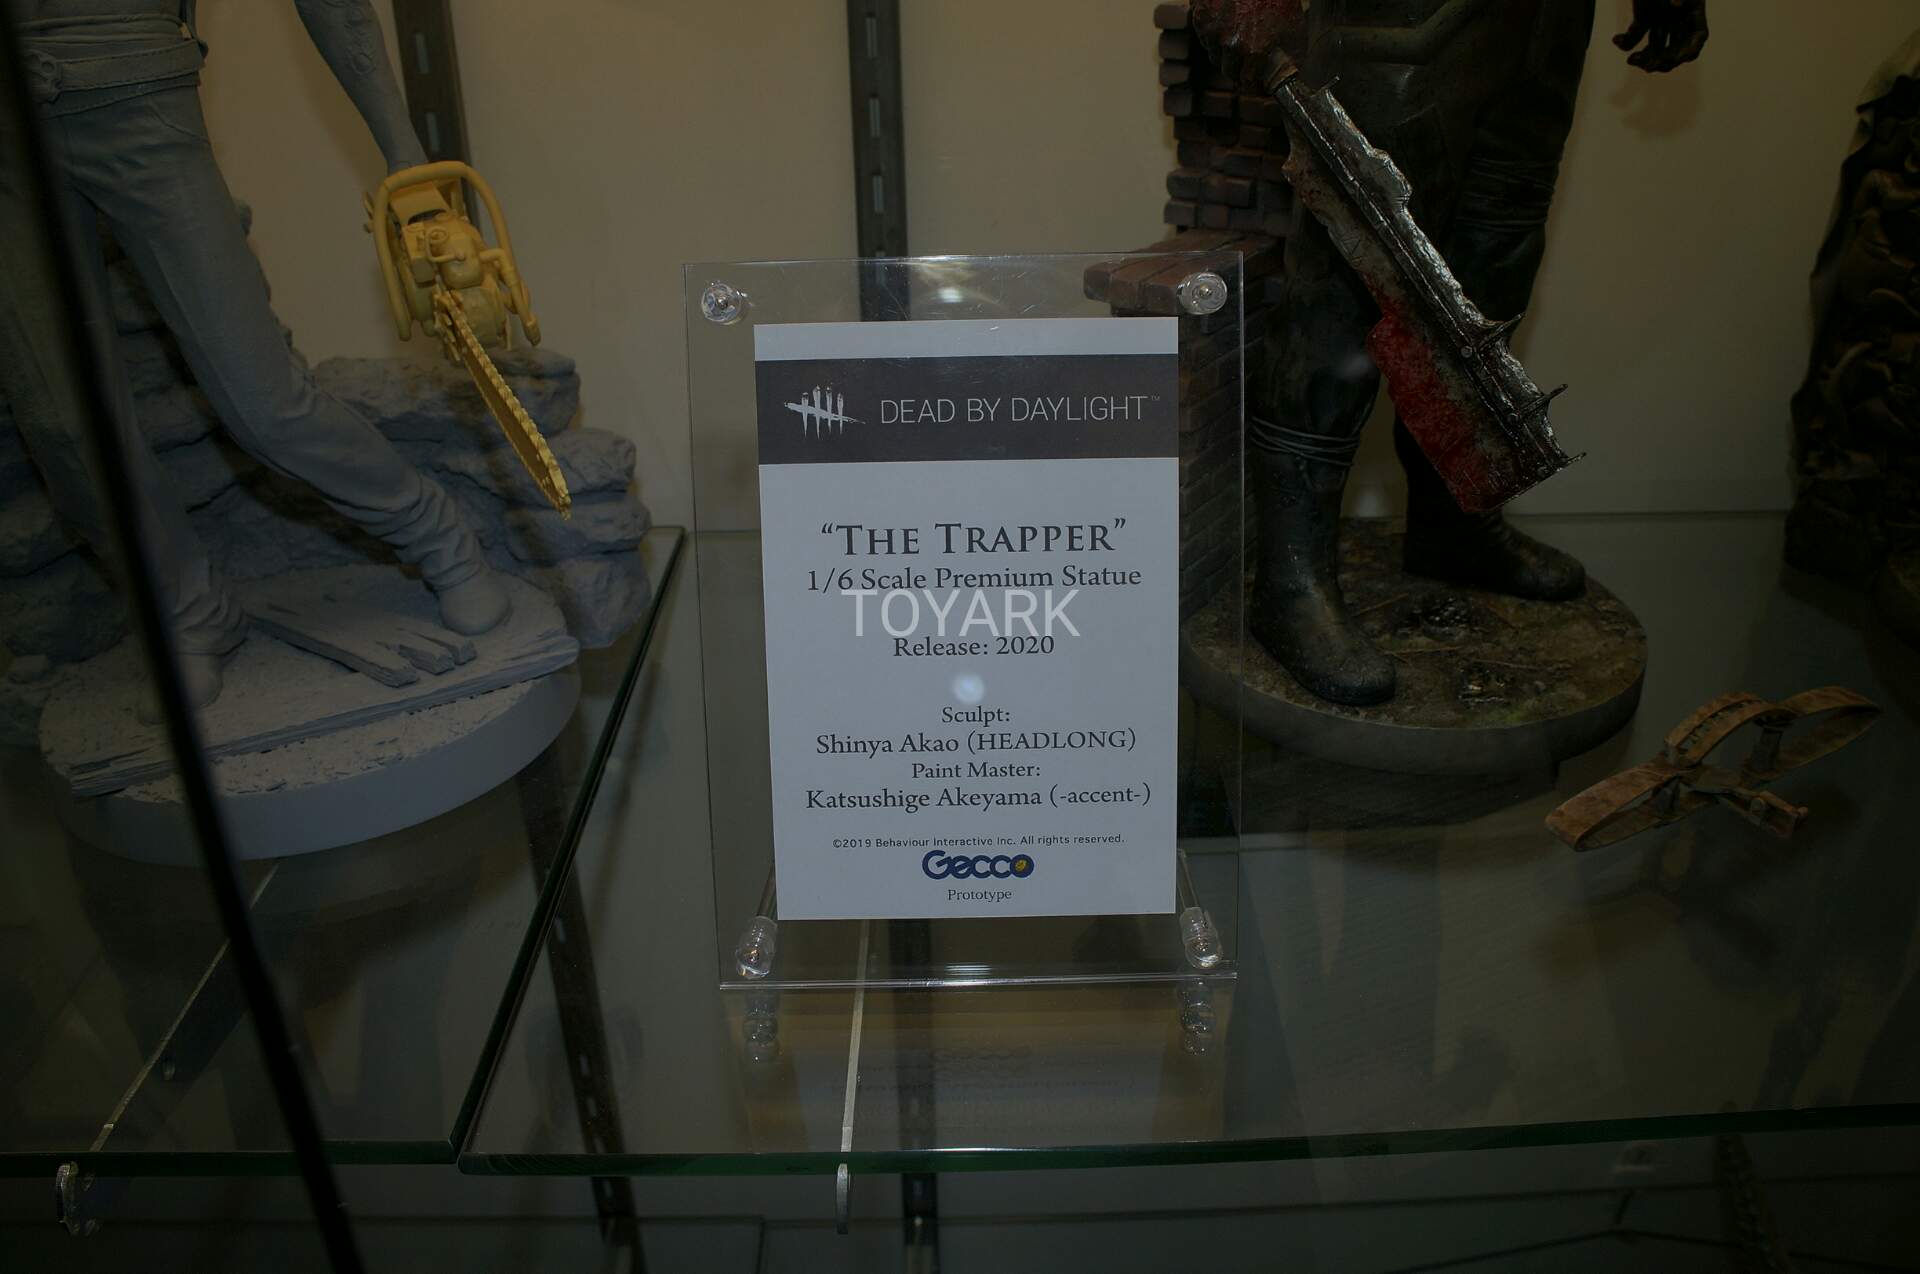 DEAD BY DAYLIGHT™
“THE TRAPPER”
1/6 Scale Premium Statue
TOYARK
Release: 2020
Sculpt:
Shinya Akao (HEADLONG)
Paint Master:
Katsushige Akeyama (-accent-)
©2019 Behaviour Interactive Inc. All rights reserved.
Gecco
Prototype